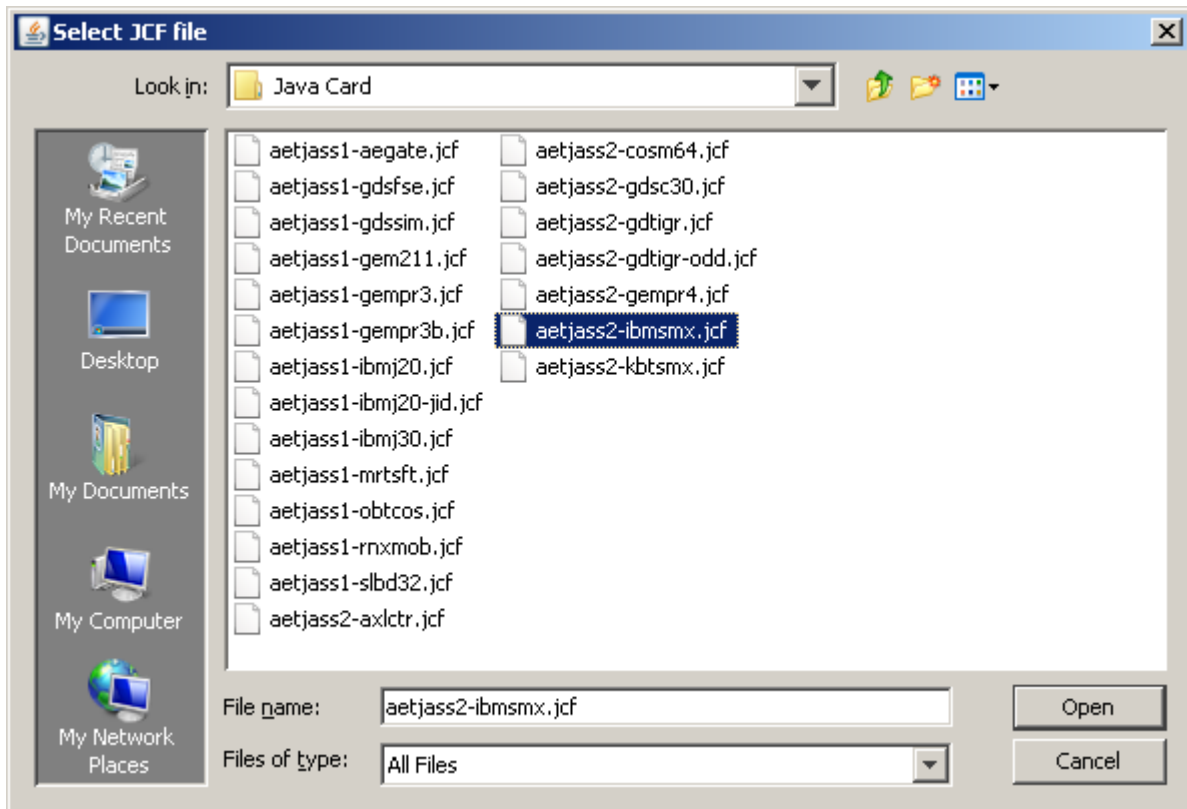 Select JCF file
Look in:
Java Card
My Recent
Documents
Desktop
My Documents
My Computer
My Network
Places
aetjass1-aegate.jcf
aetjass1-gdsfse.jcf
aetjass1-gdssim.jcf
aetjass1-gem211.jcf
aetjass1-gempr3.jcf
aetjass1-gempr3b.jcf
aetjass1-ibmj20.jcf
aetjass1-ibmj20-jid.jcf
aetjass1-ibmj30.jcf
aetjass1-mrtsft.jcf
aetjass1-obtcos.jcf
aetjass1-rnxmob.jcf
aetjass1-slbd32.jcf
aetjass2-axlctr.jcf
aetjass2-cosm64.jcf
aetjass2-gdsc30.jcf
aetjass2-gdtigr.jcf
aetjass2-gdtigr-odd.jcf
aetjass2-gempr4.jcf
aetjass2-ibmsmx.jcf
aetjass2-kbtsmx.jcf
File name:
aetjass2-ibmsmx.jcf
Open
Files of type:
All Files
Cancel